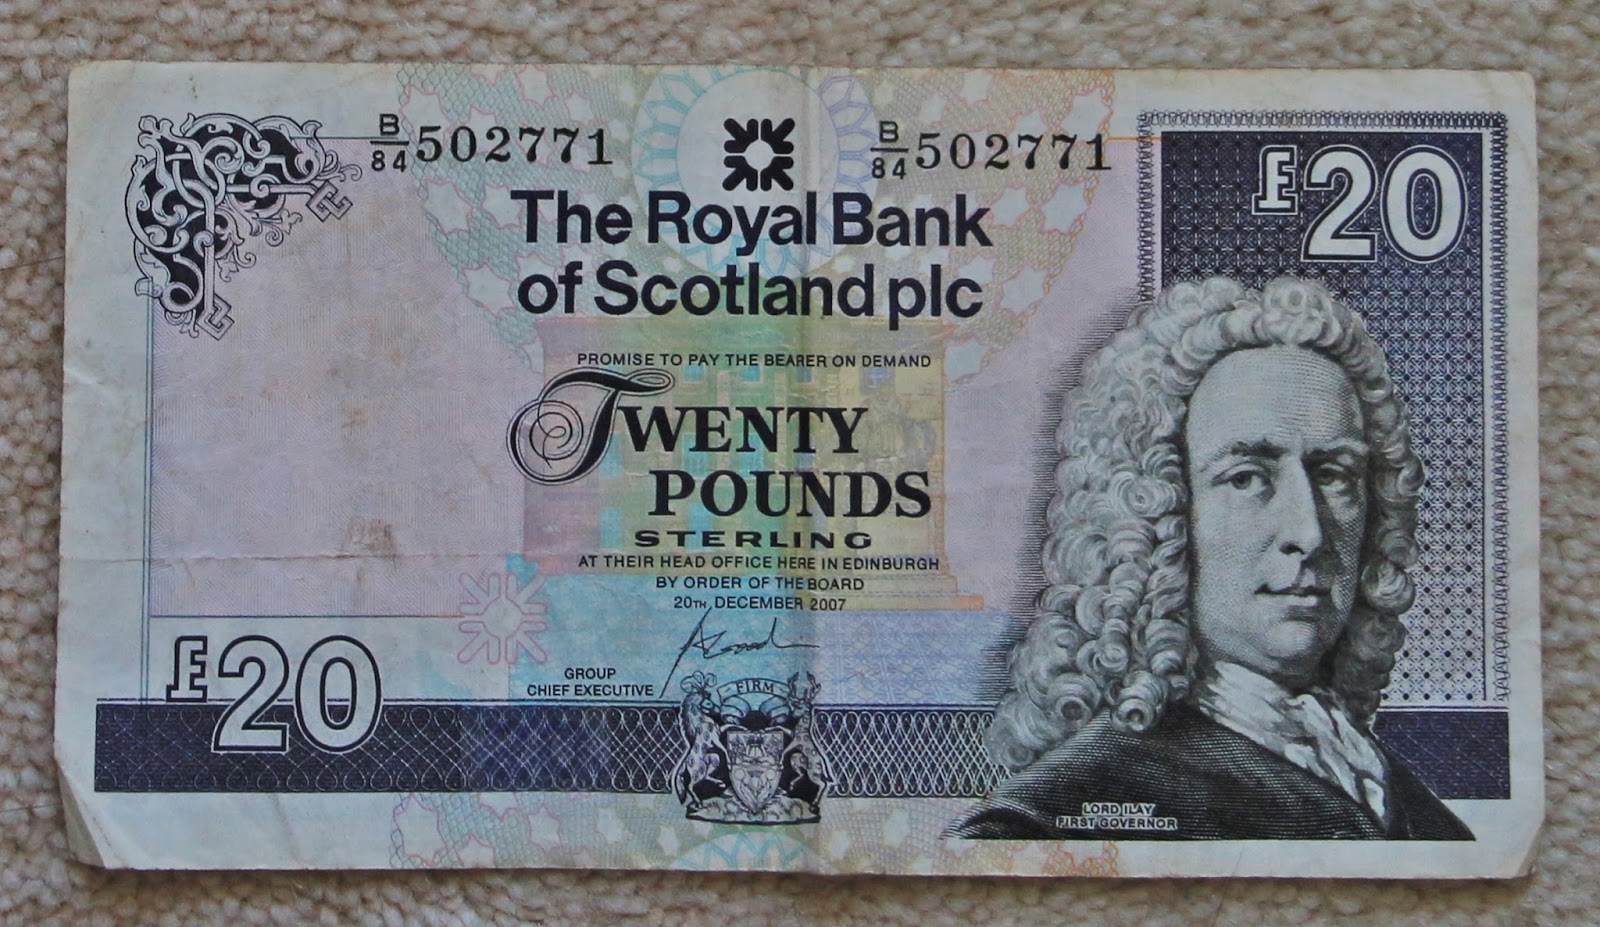 B/84 502771
B/84 502771
£20
The Royal Bank
of Scotland plc
PROMISE TO PAY THE BEARER ON DEMAND
TWENTY
POUNDS
STERLING
AT THEIR HEAD OFFICE HERE IN EDINBURGH
BY ORDER OF THE BOARD
20TH DECEMBER 2007
GROUP
CHIEF EXECUTIVE
£20
FIRM
LORD ILAY
FIRST GOVERNOR